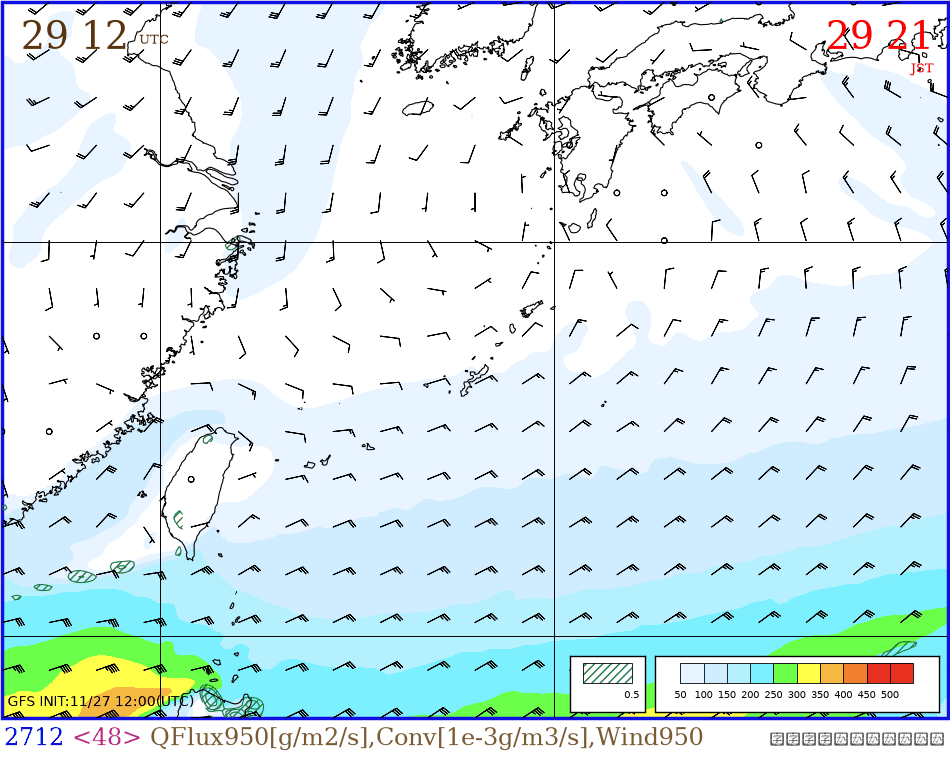 29 12 UTC
29 21
JST
0.5
50 100 150 200 250 300 350 400 450 500
GFS INIT:11/27 12:00(UTC)
2712 <48> QFlux950[g/m2/s],Conv[1e-3g/m3/s],Wind950